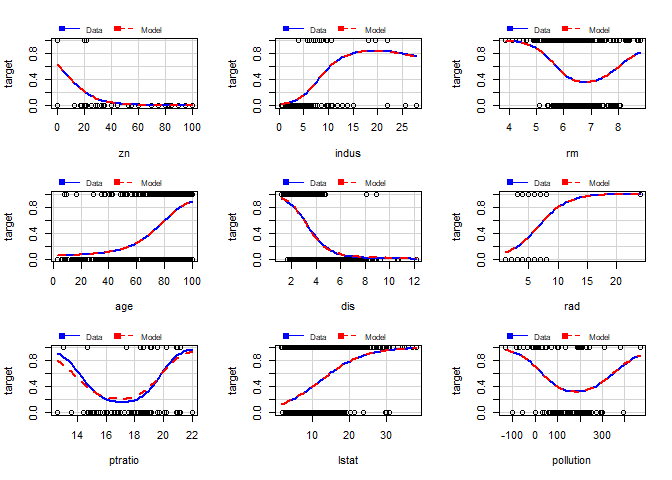 Data Model
target
0.0 0.4 0.8
0 20 40 60 80 100
zn
Data Model
target
0.0 0.4 0.8
0 5 10 15 20 25
indus
Data Model
target
0.0 0.4 0.8
4 5 6 7 8
rm
Data Model
target
0.0 0.4 0.8
0 20 40 60 80 100
age
Data Model
target
0.0 0.4 0.8
2 4 6 8 10 12
dis
Data Model
target
0.0 0.4 0.8
5 10 15 20
rad
Data Model
target
0.0 0.4 0.8
14 16 18 20 22
ptratio
Data Model
target
0.0 0.4 0.8
10 20 30
lstat
Data Model
target
0.0 0.4 0.8
-100 0 100 300
pollution